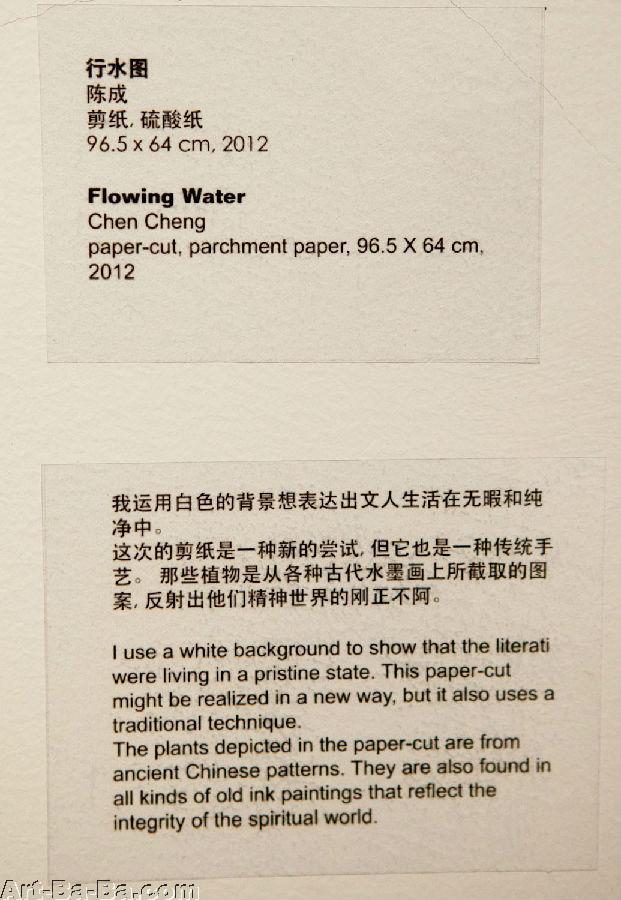 行水图
陈成
剪纸, 硫酸纸
96.5 x 64 cm, 2012
Flowing Water
Chen Cheng
paper-cut, parchment paper, 96.5 X 64 cm,
2012
我运用白色的背景想表达出文人生活在无暇和纯
净中。
这次的剪纸是一种新的尝试, 但它也是一种传统手
艺。 那些植物是从各种古代水墨画上所截取的图
案, 反射出他们精神世界的刚正不阿。
I use a white background to show that the literati
were living in a pristine state. This paper-cut
might be realized in a new way, but it also uses a
traditional technique.
The plants depicted in the paper-cut are from
ancient Chinese patterns. They are also found in
all kinds of old ink paintings that reflect the
integrity of the spiritual world.
Art-Ba-Ba.com